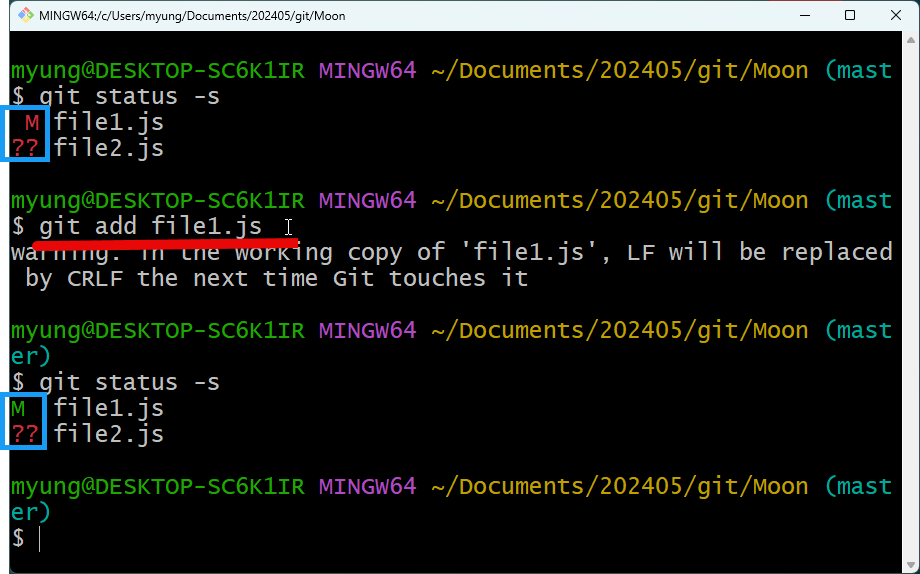 MINGW64:/c/Users/myung/Documents/202405/git/Moon
myung@DESKTOP-SC6K1IR MINGW64 ~/Documents/202405/git/Moon (mast
$ git status -s
 M file1.js
?? file2.js
myung@DESKTOP-SC6K1IR MINGW64 ~/Documents/202405/git/Moon (mast
$ git add file1.js
warning: in the working copy of 'file1.js', LF will be replaced
 by CRLF the next time Git touches it
myung@DESKTOP-SC6K1IR MINGW64 ~/Documents/202405/git/Moon (mast
er)
$ git status -s
M  file1.js
?? file2.js
myung@DESKTOP-SC6K1IR MINGW64 ~/Documents/202405/git/Moon (mast
er)
$